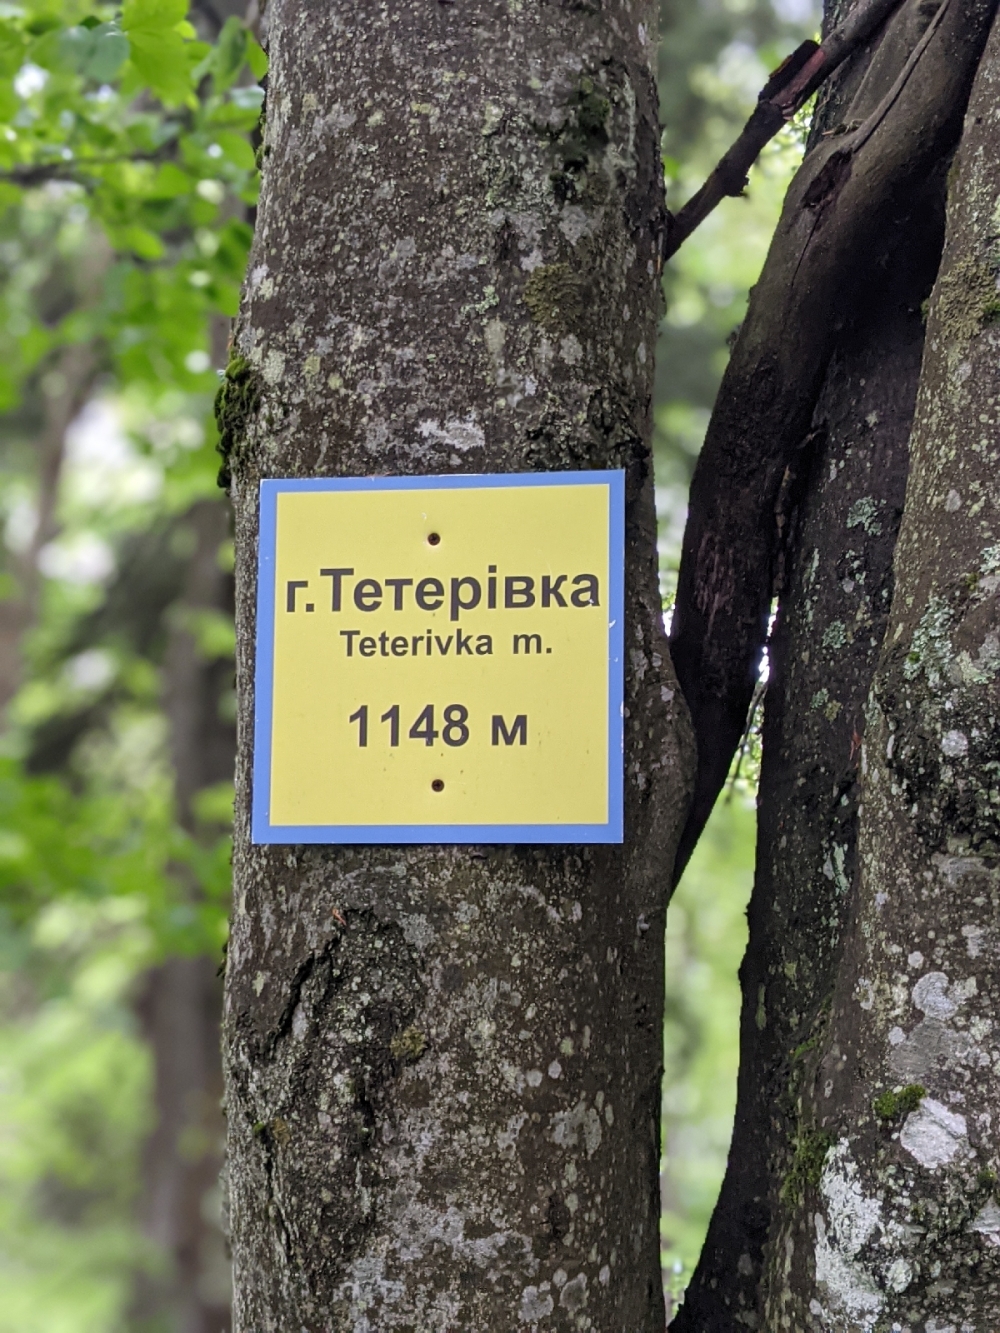 г.Тетерівка
Teterivka m.
1148 м